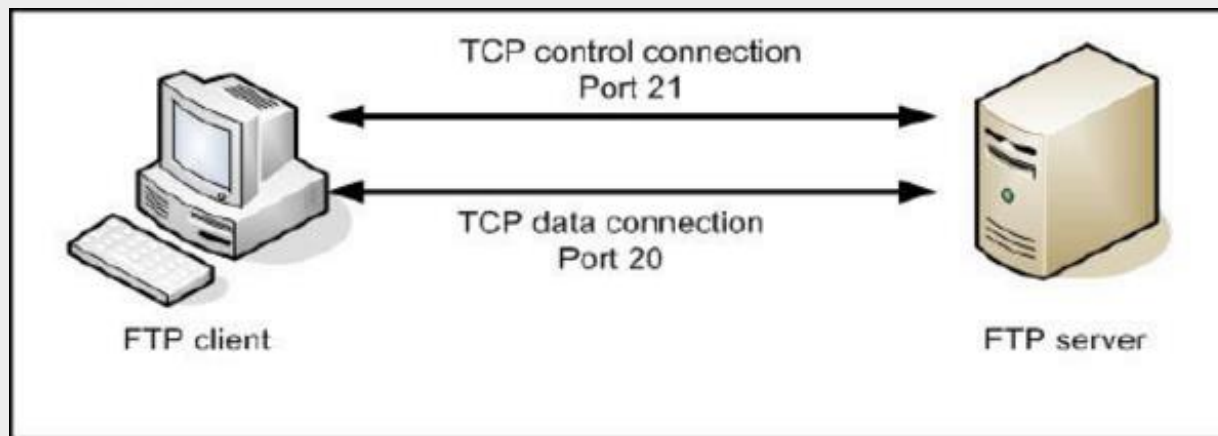 TCP control connection
Port 21
TCP data connection
Port 20
FTP client
FTP server